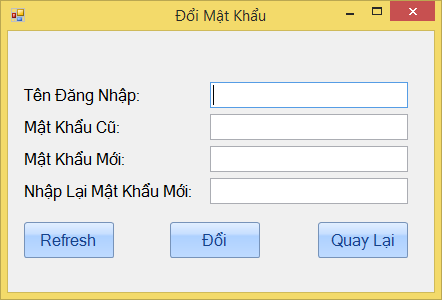 Đổi Mật Khẩu
Tên Đăng Nhập:
Mật Khẩu Cũ:
Mật Khẩu Mới:
Nhập Lại Mật Khẩu Mới:
Refresh Đổi Quay Lại